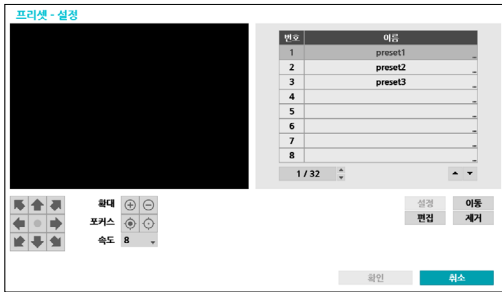 프리셋 - 설정
번호 이름
1 preset1
2 preset2
3 preset3
4
5
6
7
8
1 / 32
확대
포커스
속도 8
설정 이동
편집 제거
확인 취소